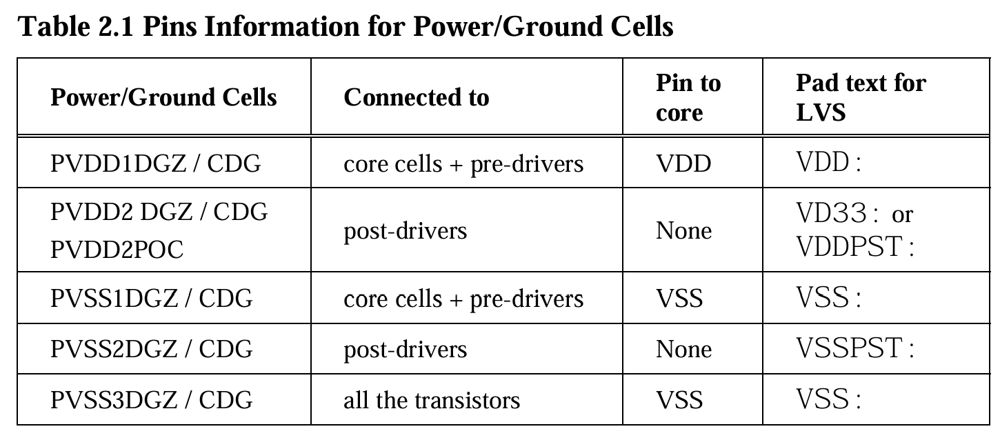 Table 2.1 Pins Information for Power/Ground Cells
Power/Ground Cells Connected to Pin to core Pad text for LVS
PVDD1DGZ / CDG core cells + pre-drivers VDD VDD:
PVDD2 DGZ / CDG
PVDD2POC post-drivers None VD33: or
VDDPST:
PVSS1DGZ / CDG core cells + pre-drivers VSS VSS:
PVSS2DGZ / CDG post-drivers None VSSPST:
PVSS3DGZ / CDG all the transistors VSS VSS: